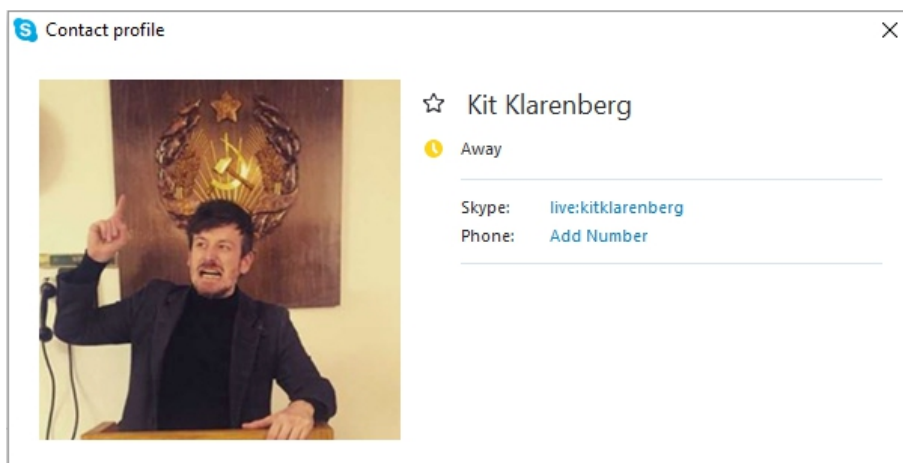 Contact profile
Kit Klarenberg
Away
Skype: live:kitklarenberg
Phone: Add Number